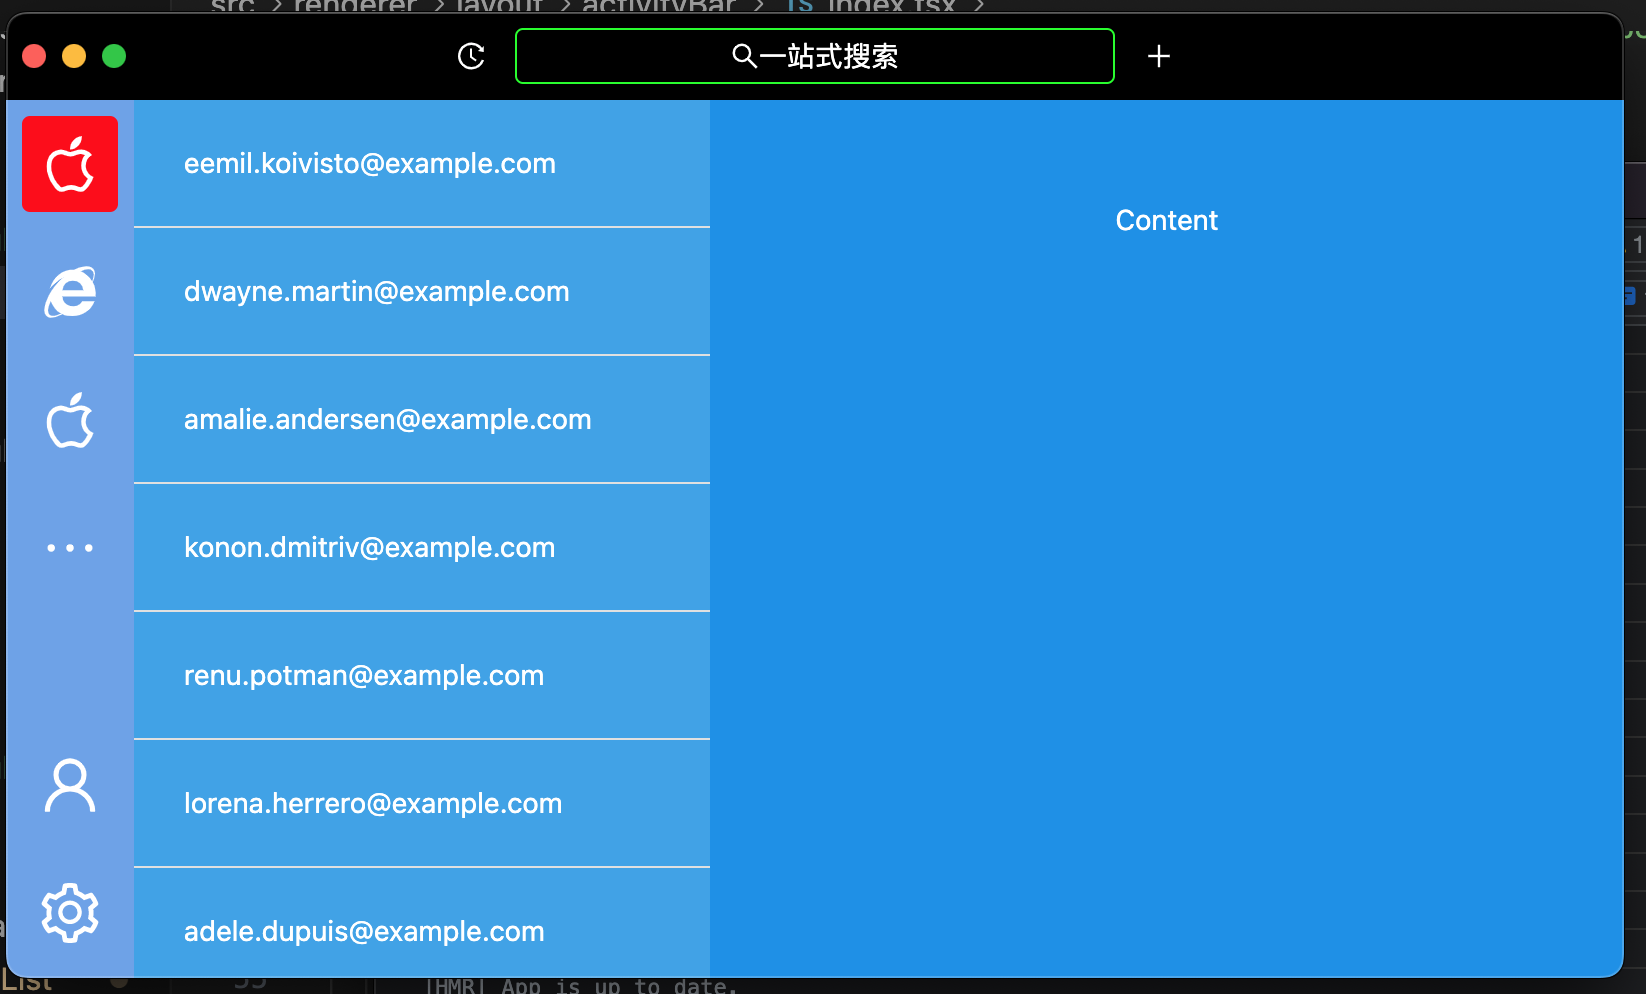 src > renderer > layout > activityBar > TS index.tsx >
一站式搜索
eemil.koivisto@example.com
Content
dwayne.martin@example.com
amalie.andersen@example.com
konon.dmitriv@example.com
renu.potman@example.com
lorena.herrero@example.com
adele.dupuis@example.com
List
[HMR] App is up to date.